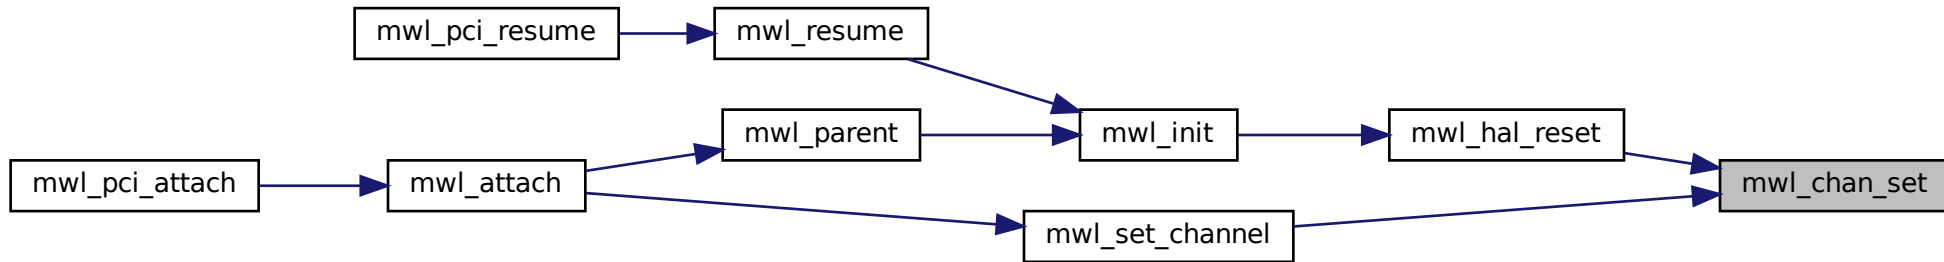 mwl_pci_resume
mwl_resume
mwl_parent
mwl_init
mwl_hal_reset
mwl_pci_attach
mwl_attach
mwl_chan_set
mwl_set_channel